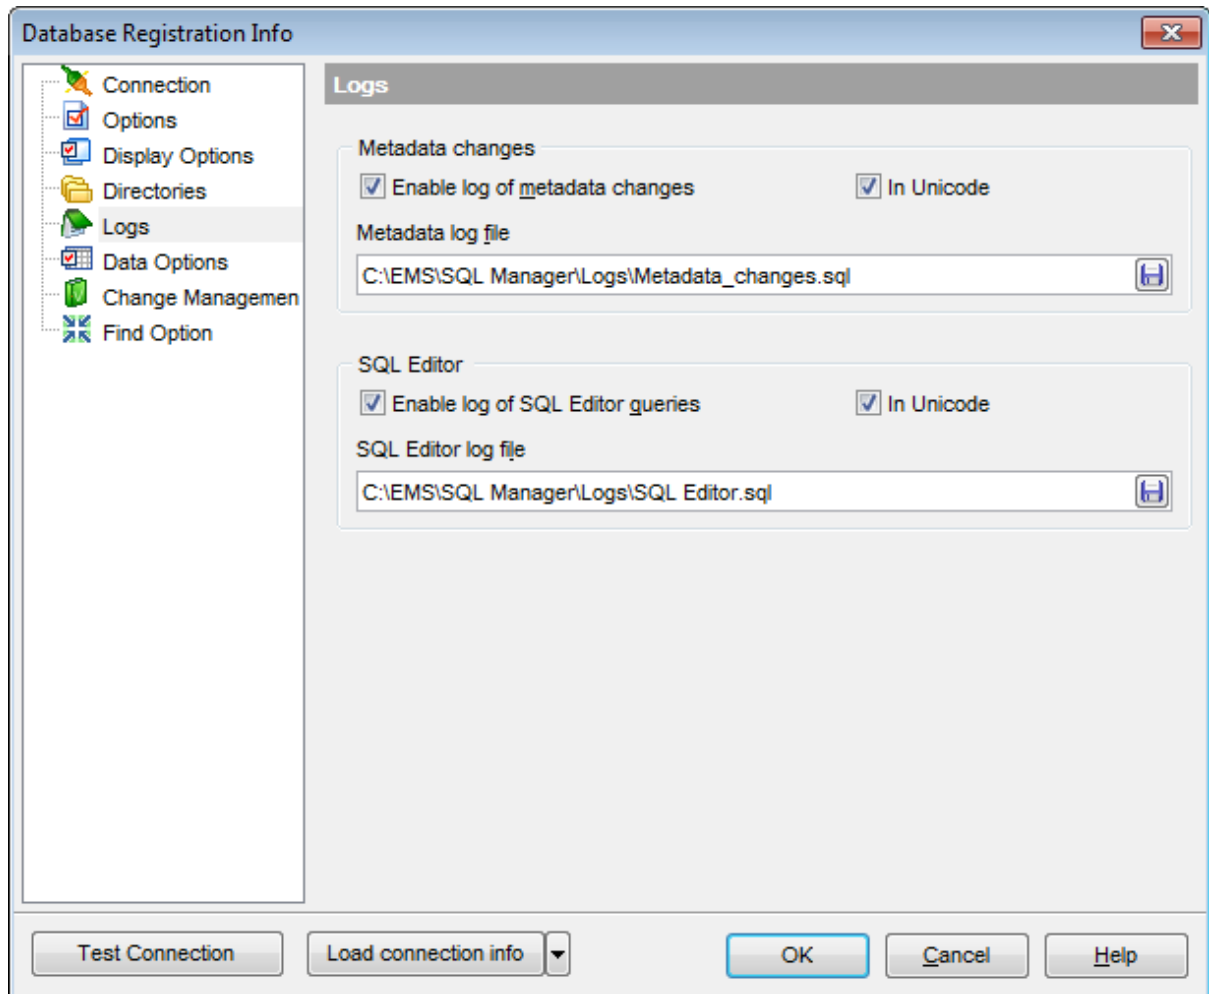 Database Registration Info
Connection
Options
Display Options
Directories
Logs
Data Options
Change Managemen
Find Option
Logs
Metadata changes
Enable log of metadata changes
In Unicode
Metadata log file
C:\EMS\SQL Manager\Logs\Metadata_changes.sql
SQL Editor
Enable log of SQL Editor queries
In Unicode
SQL Editor log file
C:\EMS\SQL Manager\Logs\SQL Editor.sql
Test Connection
Load connection info
OK
Cancel
Help